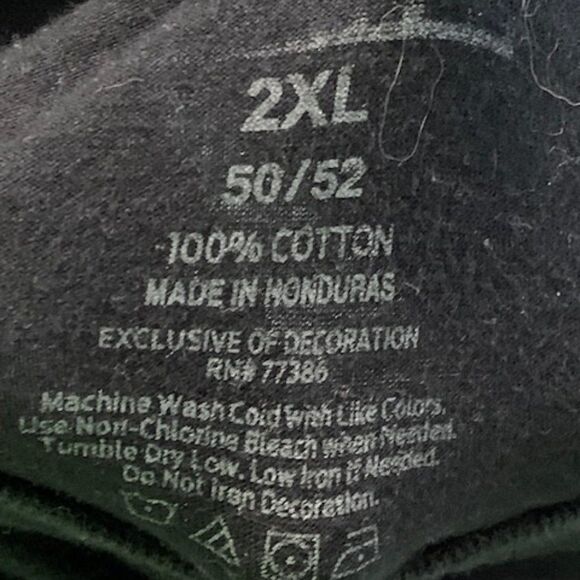 2XL
50/52
100% COTTON
MADE IN HONDURAS
EXCLUSIVE OF DECORATION
RN# 77386
Machine Wash Cold With Like Colors.
Use Non-Chlorine Bleach when Needed.
Tumble Dry Low. Low Iron If Needed.
Do Not Iron Decoration.